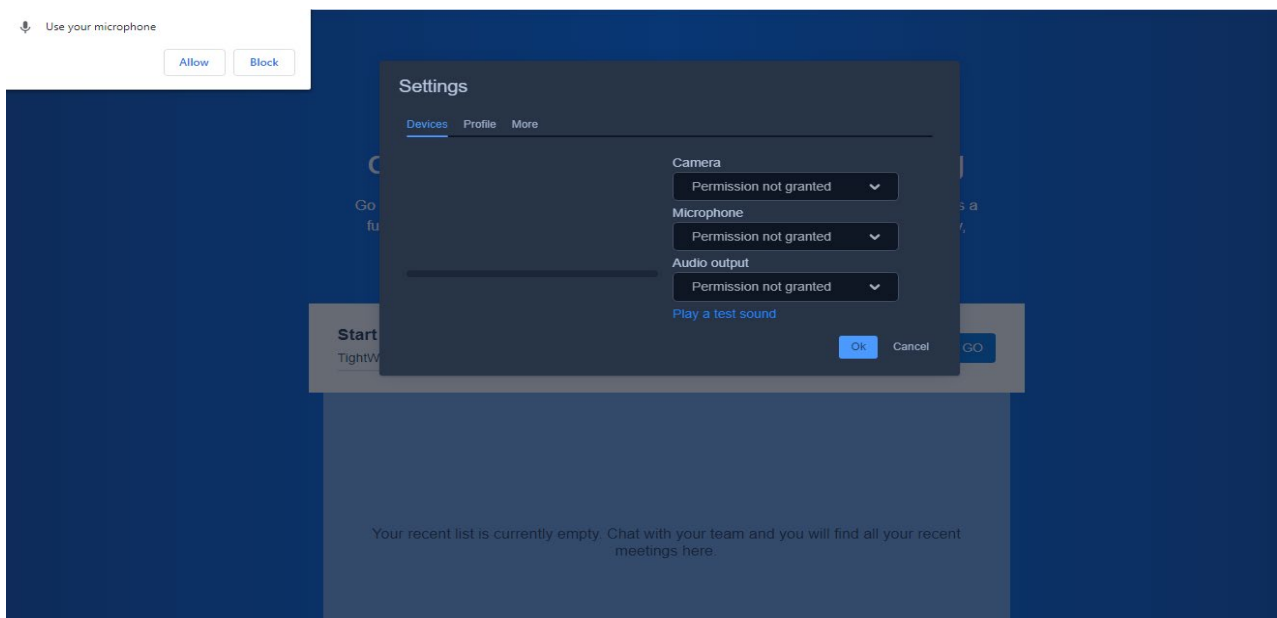 Use your microphone
Allow Block
Settings
Devices Profile More
Camera
Permission not granted
Go s a
Microphone
fu
Permission not granted
Audio output
Permission not granted
Play a test sound
Start
Ok Cancel GO
TightW
Your recent list is currently empty. Chat with your team and you will find all your recent
meetings here.